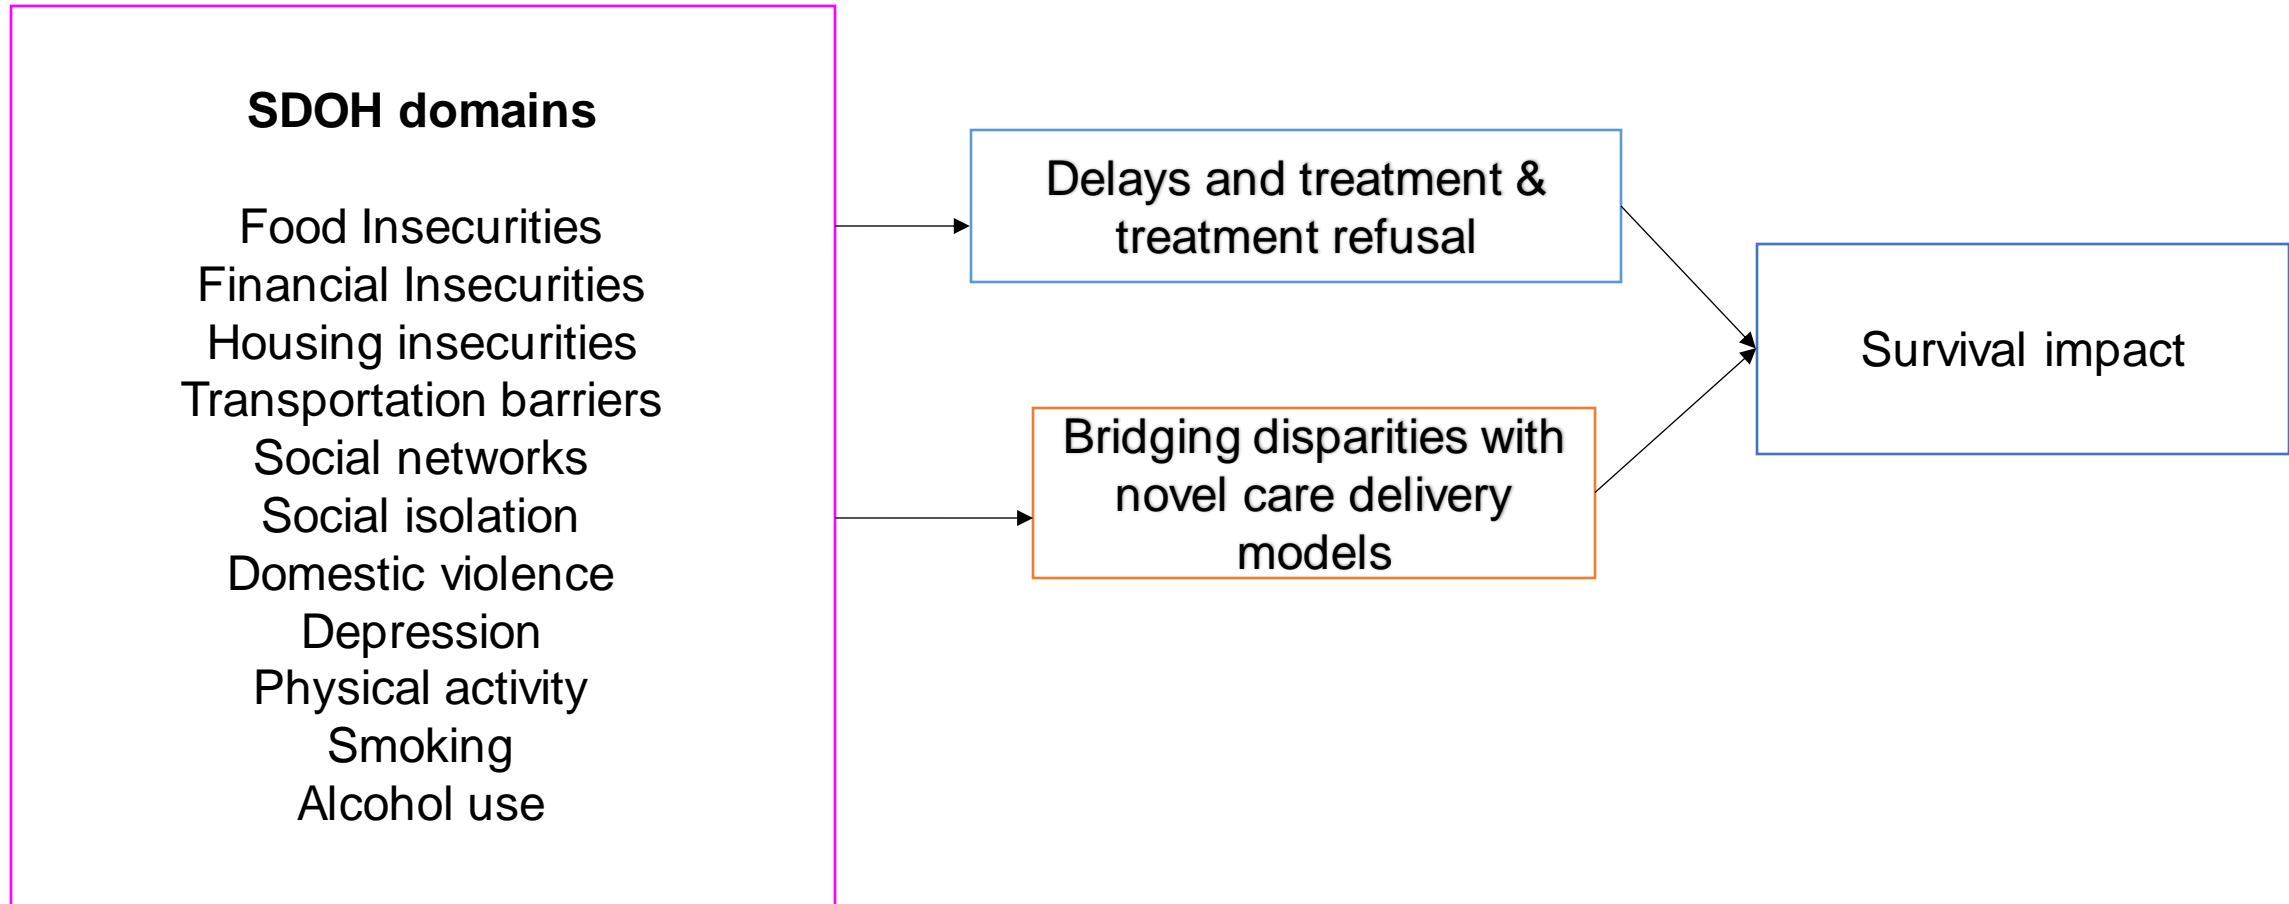 SDOH domains
Food Insecurities
Financial Insecurities
Housing insecurities
Transportation barriers
Social networks
Social isolation
Domestic violence
Depression
Physical activity
Smoking
Alcohol use
Delays and treatment &
treatment refusal
Bridging disparities with
novel care delivery
models
Survival impact